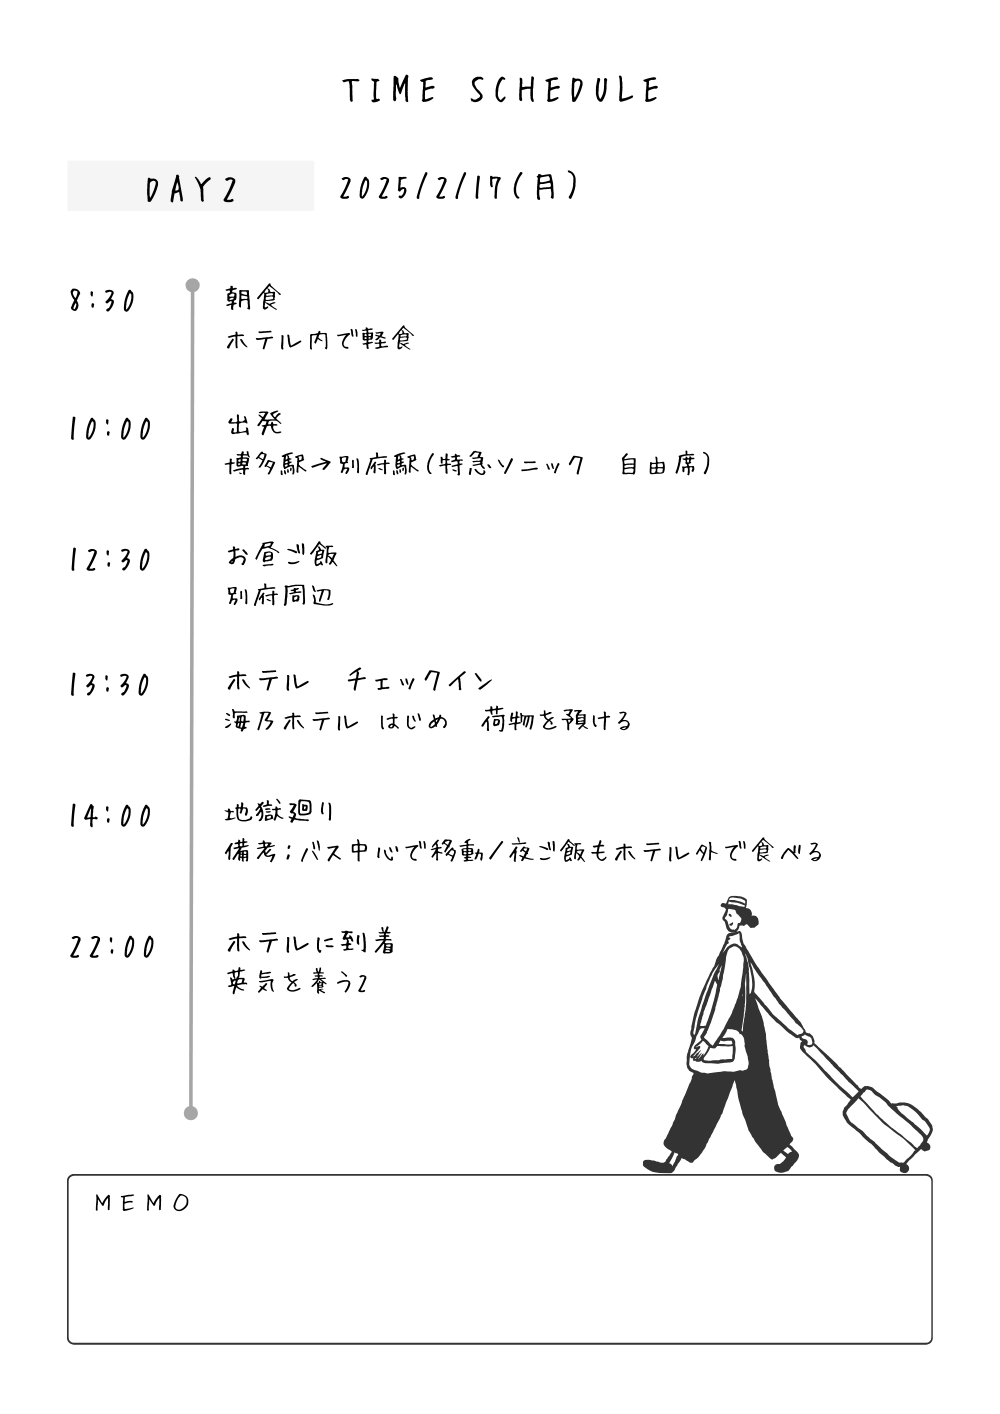 TIME SCHEDULE
DAY2 2025/2/17(月)
8:30 朝食
ホテル内で軽食
10:00 出発
博多駅→別府駅(特急ソニック　自由席)
12:30 お昼ご飯
別府周辺
13:30 ホテル　チェックイン
海乃ホテル はじめ　荷物を預ける
14:00 地獄廻り
備考;バス中心で移動/夜ご飯もホテル外で食べる
22:00 ホテルに到着
英気を養う2
MEMO